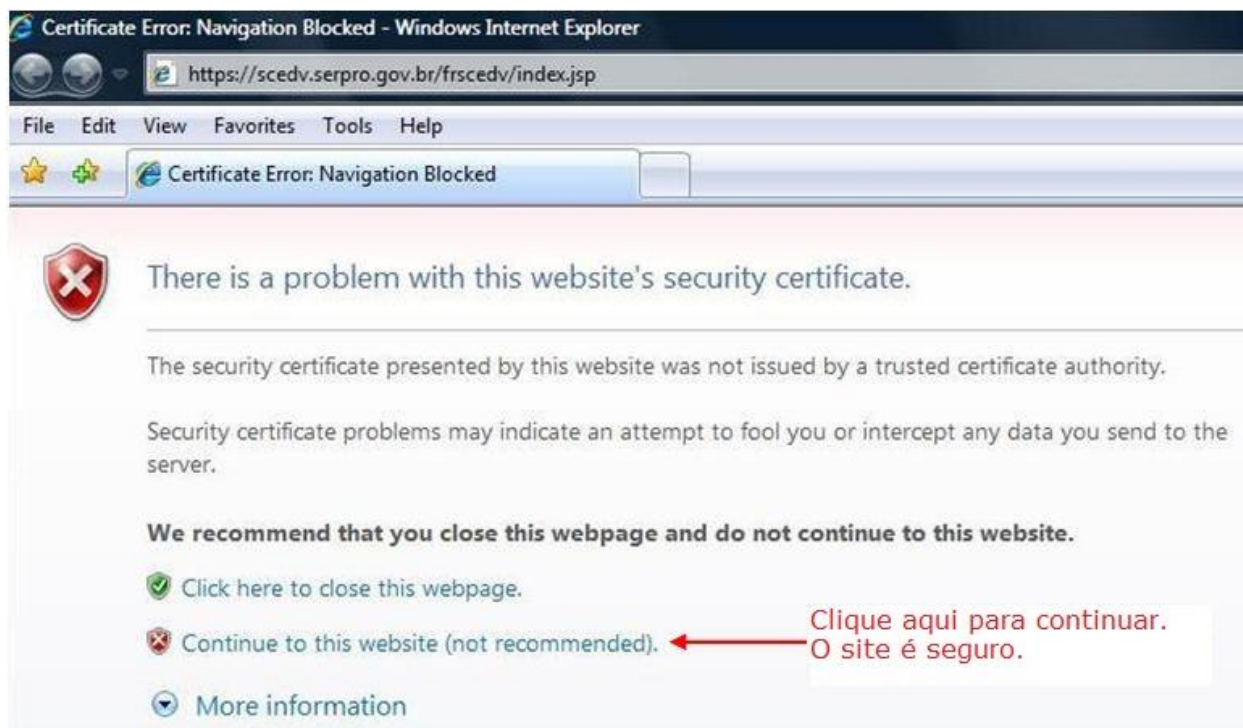 Certificate Error: Navigation Blocked - Windows Internet Explorer
https://scedv.serpro.gov.br/frscedv/index.jsp
File Edit View Favorites Tools Help
Certificate Error: Navigation Blocked
There is a problem with this website's security certificate.
The security certificate presented by this website was not issued by a trusted certificate authority.
Security certificate problems may indicate an attempt to fool you or intercept any data you send to the
server.
We recommend that you close this webpage and do not continue to this website.
Click here to close this webpage.
Continue to this website (not recommended).
Clique aqui para continuar.
O site é seguro.
More information